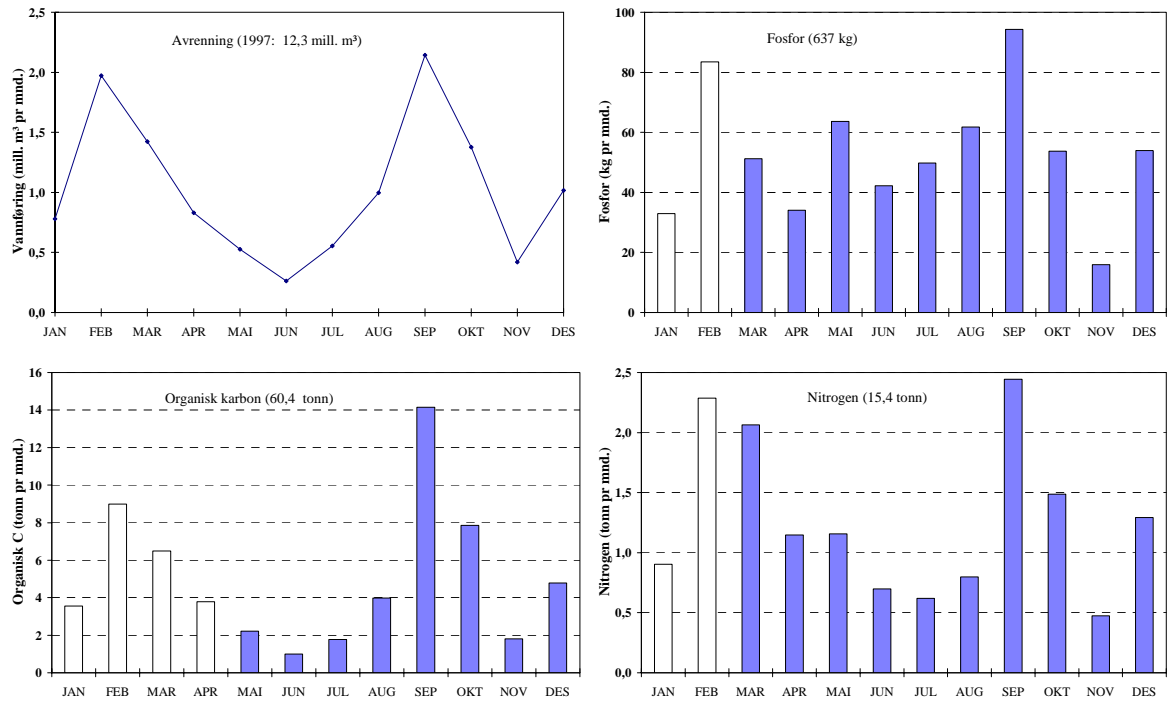 Avrenning (1997: 12,3 mill. m³)
Vannføring (mill. m³ pr mnd.)
2,5
2,0
1,5
1,0
0,5
0,0
JAN FEB MAR APR MAI JUN JUL AUG SEP OKT NOV DES
Fosfor (637 kg)
Fosfor (kg pr mnd.)
100
80
60
40
20
0
JAN FEB MAR APR MAI JUN JUL AUG SEP OKT NOV DES
Organisk karbon (60,4 tonn)
Organisk C (tonn pr mnd.)
16
14
12
10
8
6
4
2
0
JAN FEB MAR APR MAI JUN JUL AUG SEP OKT NOV DES
Nitrogen (15,4 tonn)
Nitrogen (tonn pr mnd.)
2,5
2,0
1,5
1,0
0,5
0,0
JAN FEB MAR APR MAI JUN JUL AUG SEP OKT NOV DES